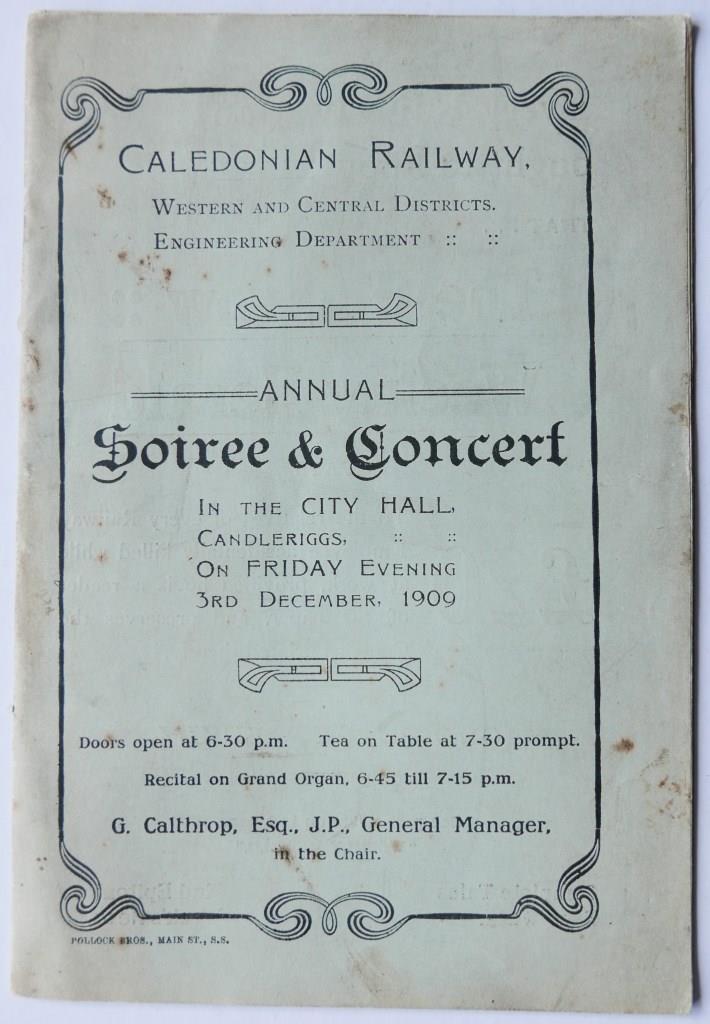 CALEDONIAN RAILWAY,
WESTERN AND CENTRAL DISTRICTS.
ENGINEERING DEPARTMENT :: ::
ANNUAL
Soiree & Concert
IN THE CITY HALL,
CANDLERIGGS, :: ::
ON FRIDAY EVENING
3RD DECEMBER, 1909
Doors open at 6-30 p.m. Tea on Table at 7-30 prompt.
Recital on Grand Organ, 6-45 till 7-15 p.m.
G. Calthrop, Esq., J.P., General Manager,
in the Chair.
POLLOCK BROS., MAIN ST., S.S.